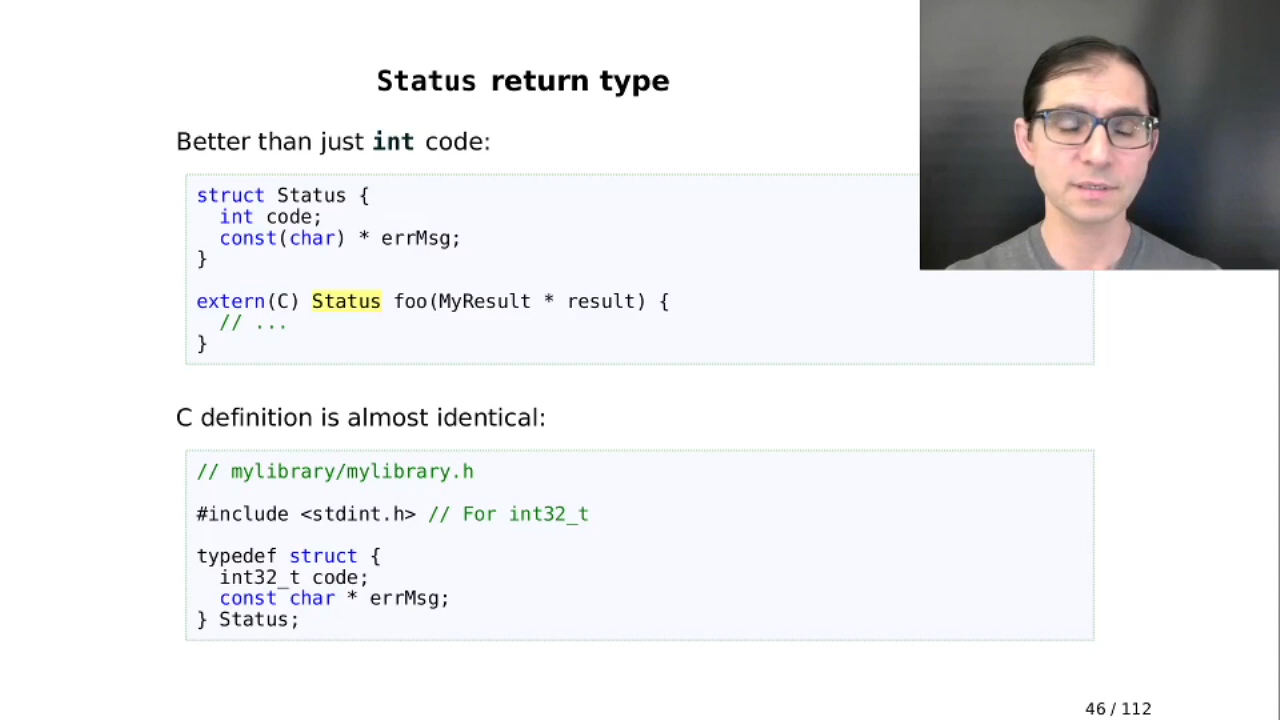 Status return type
Better than just int code:
struct Status {
  int code;
  const(char) * errMsg;
}
extern(C) Status foo(MyResult * result) {
  // ...
}
C definition is almost identical:
// mylibrary/mylibrary.h
#include <stdint.h> // For int32_t
typedef struct {
  int32_t code;
  const char * errMsg;
} Status;
46 / 112